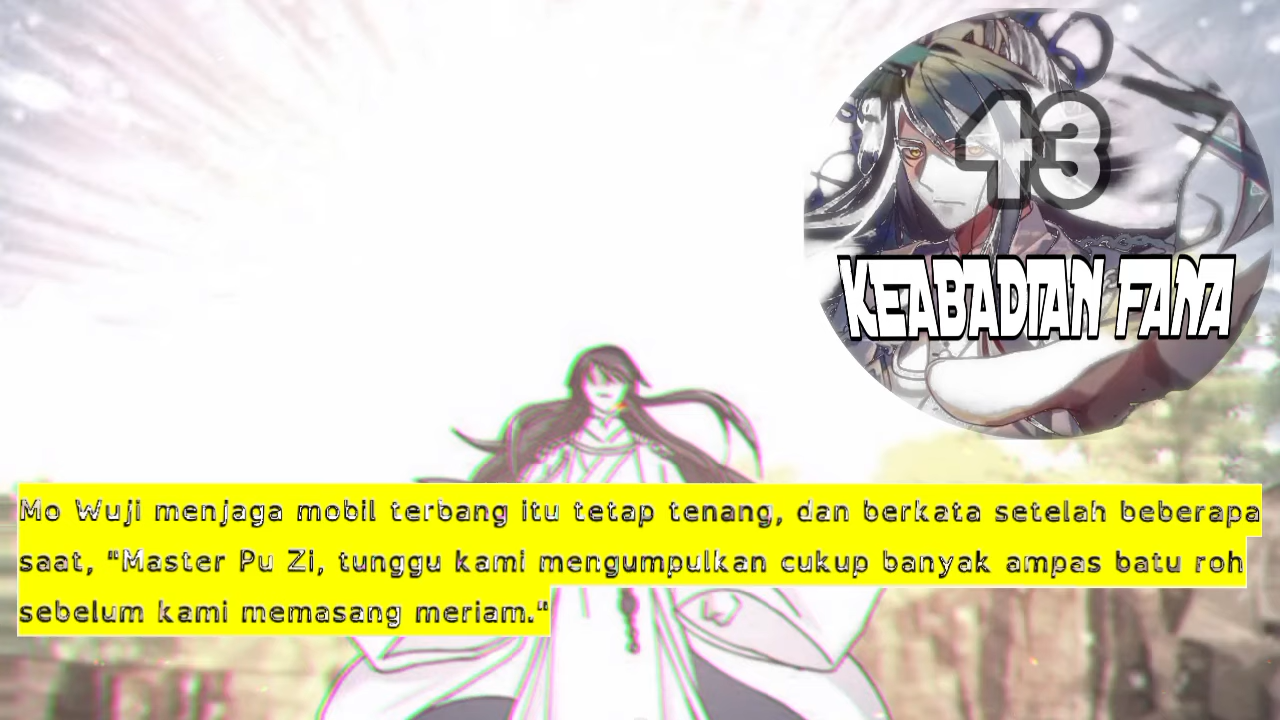 43
KEABADIAN FANA
Mo Wuji menjaga mobil terbang itu tetap tenang, dan berkata setelah beberapa
saat, "Master Pu Zi, tunggu kami mengumpulkan cukup banyak ampas batu roh
sebelum kami memasang meriam."